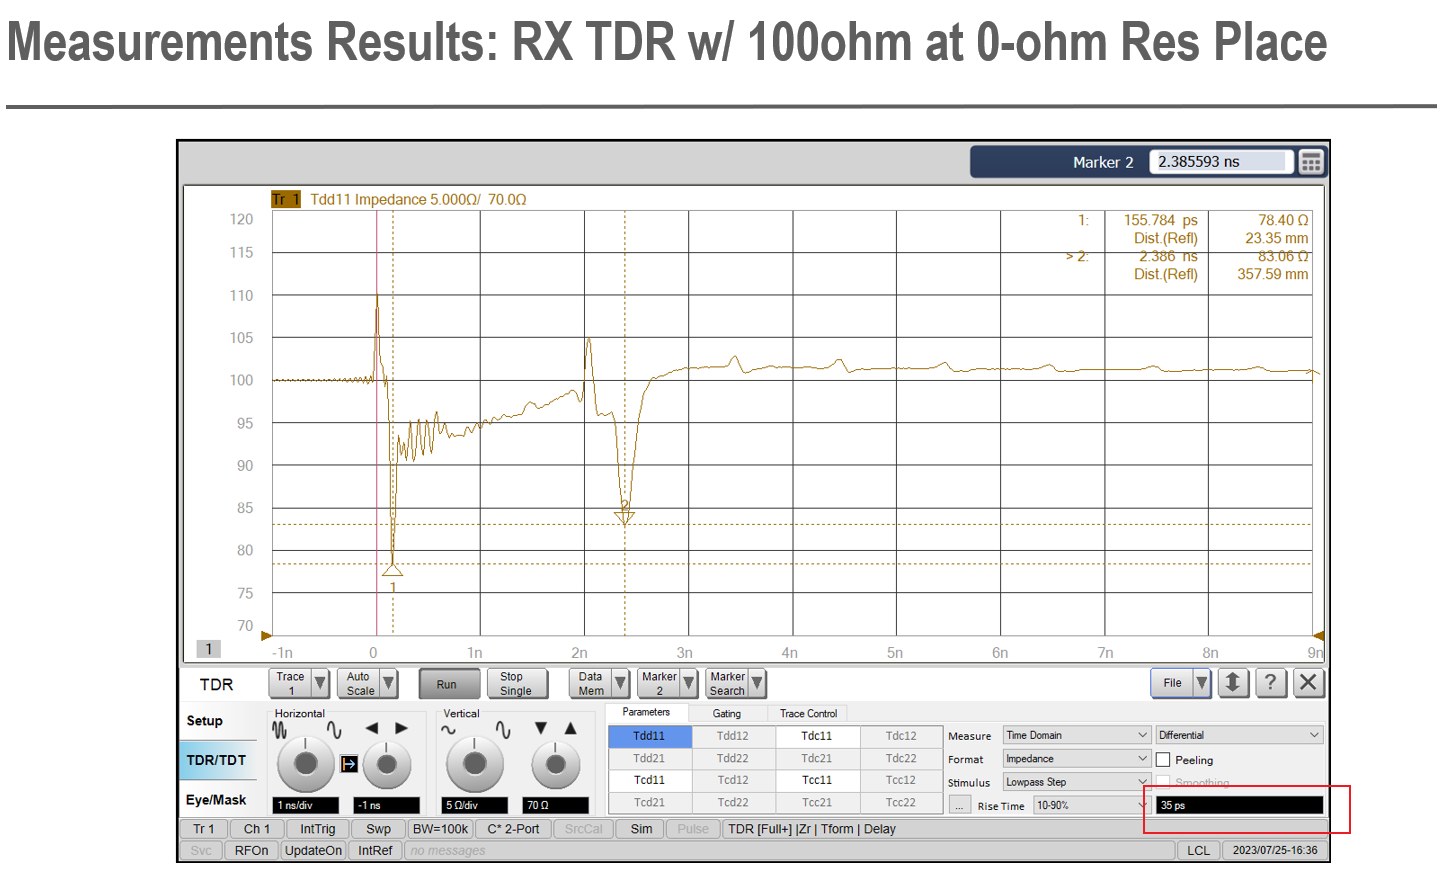 Measurements Results: RX TDR w/ 100ohm at 0-ohm Res Place
Marker 2 2.385593 ns
Tr 1 Tdd11 Impedance 5.000Ω/ 70.0Ω
1: 155.784 ps 78.40 Ω
Dist.(Refl) 23.35 mm
> 2: 2.386 ns 83.06 Ω
Dist.(Refl) 357.59 mm
120
115
110
105
100
95
90
85
80
75
70
2
1
1
-1n 0 1n 2n 3n 4n 5n 6n 7n 8n 9n
TDR
Trace 1
Auto Scale
Run
Stop Single
Data Mem
Marker 2
Marker Search
File
?
Setup
TDR/TDT
Eye/Mask
Horizontal
1 ns/div -1 ns
Vertical
5 Ω/div 70 Ω
Parameters Gating Trace Control
Tdd11 Tdd12 Tdc11 Tdc12
Tdd21 Tdd22 Tdc21 Tdc22
Tcd11 Tcd12 Tcc11 Tcc12
Tcd21 Tcd22 Tcc21 Tcc22
Measure Time Domain Differential
Format Impedance Peeling
Stimulus Lowpass Step Smoothing
... Rise Time 10-90% 35 ps
Tr 1 Ch 1 IntTrig Swp BW=100k C* 2-Port SrcCal Sim Pulse TDR [Full+] |Zr | Tform | Delay
Svc RFOn UpdateOn IntRef no messages LCL 2023/07/25-16:36